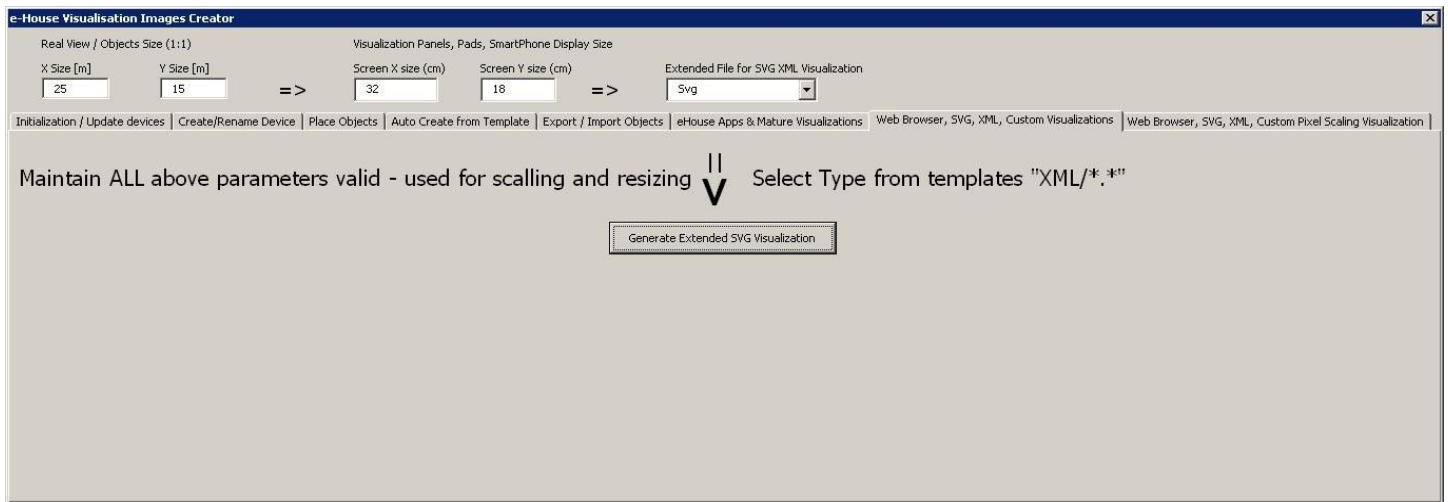 e-House Visualisation Images Creator
Real View / Objects Size (1:1) Visualization Panels, Pads, SmartPhone Display Size
X Size [m] Y Size [m] Screen X size (cm) Screen Y size (cm) Extended File for SVG XML Visualization
25 15 => 32 18 => Svg
Initialization / Update devices Create/Rename Device Place Objects Auto Create from Template Export / Import Objects eHouse Apps & Mature Visualizations Web Browser, SVG, XML, Custom Visualizations Web Browser, SVG, XML, Custom Pixel Scaling Visualization
Maintain ALL above parameters valid - used for scalling and resizing => Select Type from templates "XML/*.*"
Generate Extended SVG Visualization